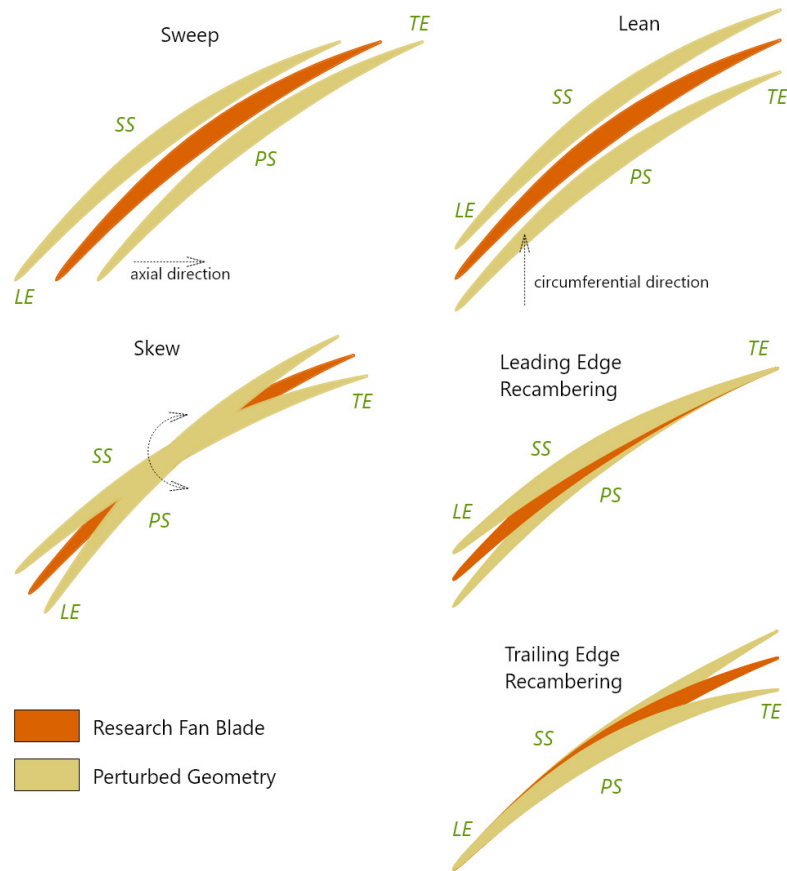 Sweep
TE
SS
PS
axial direction
LE
Lean
SS
TE
PS
LE
circumferential direction
Skew
TE
SS
PS
LE
Leading Edge
Recambering
TE
SS
PS
LE
Trailing Edge
Recambering
SS
TE
PS
LE
Research Fan Blade
Perturbed Geometry